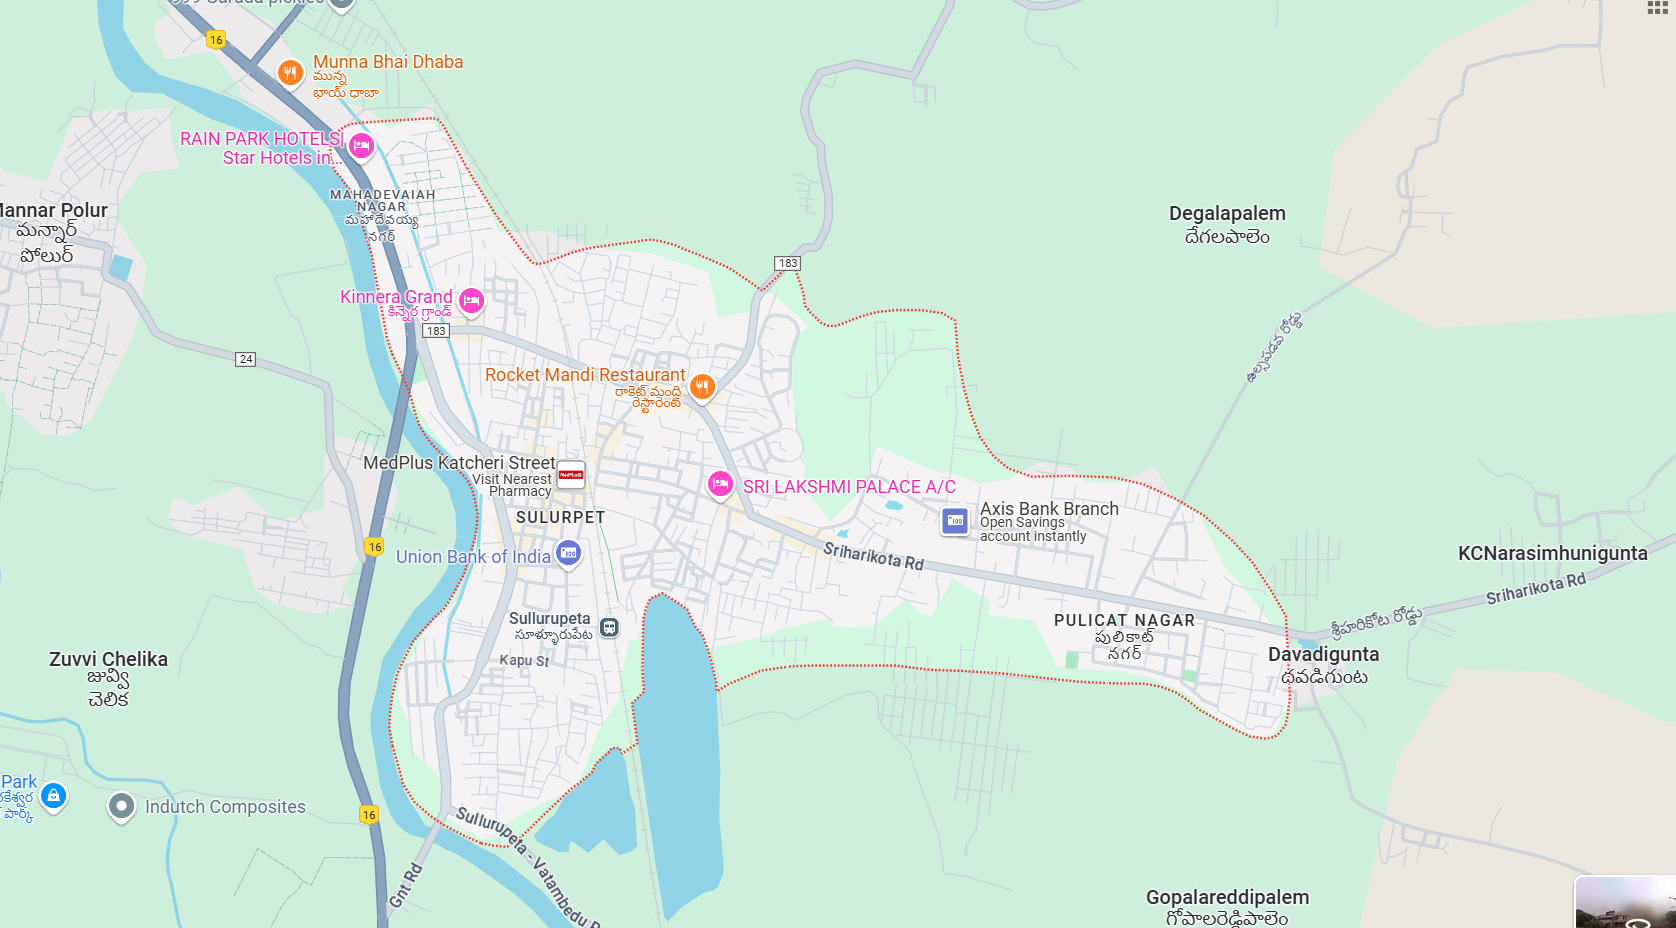 16
Munna Bhai Dhaba
మున్న
భాయ్ ధాబా
RAIN PARK HOTELS|
Star Hotels in...
MAHADEVAIAH
NAGAR
మహాదేవయ్య
నగర్
Mannar Polur
మన్నార్
పోలుర్
Degalapalem
దేగలపాలెం
183
Kinnera Grand
కిన్నెర గ్రాండ్
183
24
Rocket Mandi Restaurant
రాకెట్ మంది
రెస్టారెంట్
MedPlus Katcheri Street
Visit Nearest
Pharmacy
SRI LAKSHMI PALACE A/C
SULURPET
Axis Bank Branch
Open Savings
account instantly
16
Union Bank of India
Sriharikota Rd
KCNarasimhunigunta
Sriharikota Rd
శ్రీహరికోట రోడ్డు
Sullurupeta
సూళ్ళూరుపేట
Kapu St
PULICAT NAGAR
పులికాట్
నగర్
Davadigunta
దవడిగుంట
Zuvvi Chelika
జువ్వి
చెలిక
Park
పార్క్
Indutch Composites
16
Sullurupeta - Vatambedu R
Gnt Rd
Gopalareddipalem
గోపాలరెడ్డిపాలెం